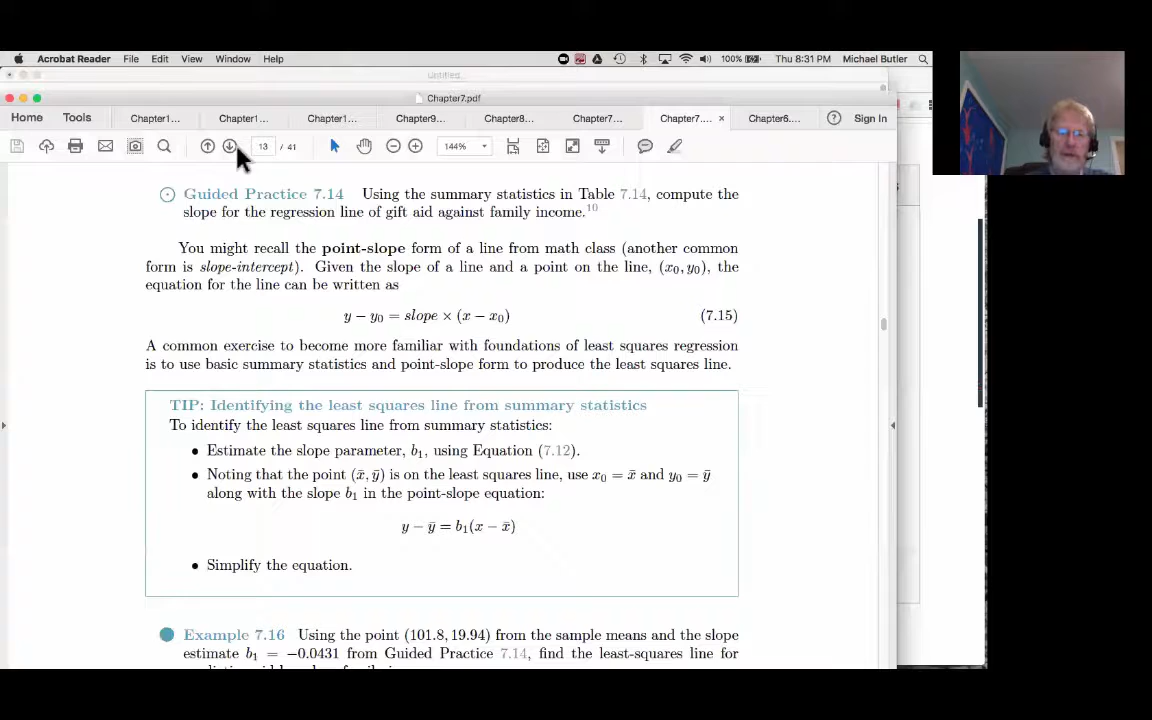 Acrobat Reader File Edit View Window Help 100% Thu 8:31 PM Michael Butler
Untitled
Chapter7.pdf
Home Tools Chapter1... Chapter1... Chapter1... Chapter9... Chapter8... Chapter7... Chapter7.... × Chapter6.... Sign In
13 / 41 144%
Guided Practice 7.14 Using the summary statistics in Table 7.14, compute the
slope for the regression line of gift aid against family income.¹⁰
You might recall the point-slope form of a line from math class (another common
form is slope-intercept). Given the slope of a line and a point on the line, (x₀, y₀), the
equation for the line can be written as
y − y₀ = slope × (x − x₀) (7.15)
A common exercise to become more familiar with foundations of least squares regression
is to use basic summary statistics and point-slope form to produce the least squares line.
TIP: Identifying the least squares line from summary statistics
To identify the least squares line from summary statistics:
• Estimate the slope parameter, b₁, using Equation (7.12).
• Noting that the point (x̄, ȳ) is on the least squares line, use x₀ = x̄ and y₀ = ȳ
along with the slope b₁ in the point-slope equation:
y − ȳ = b₁(x − x̄)
• Simplify the equation.
Example 7.16 Using the point (101.8, 19.94) from the sample means and the slope
estimate b₁ = −0.0431 from Guided Practice 7.14, find the least-squares line for